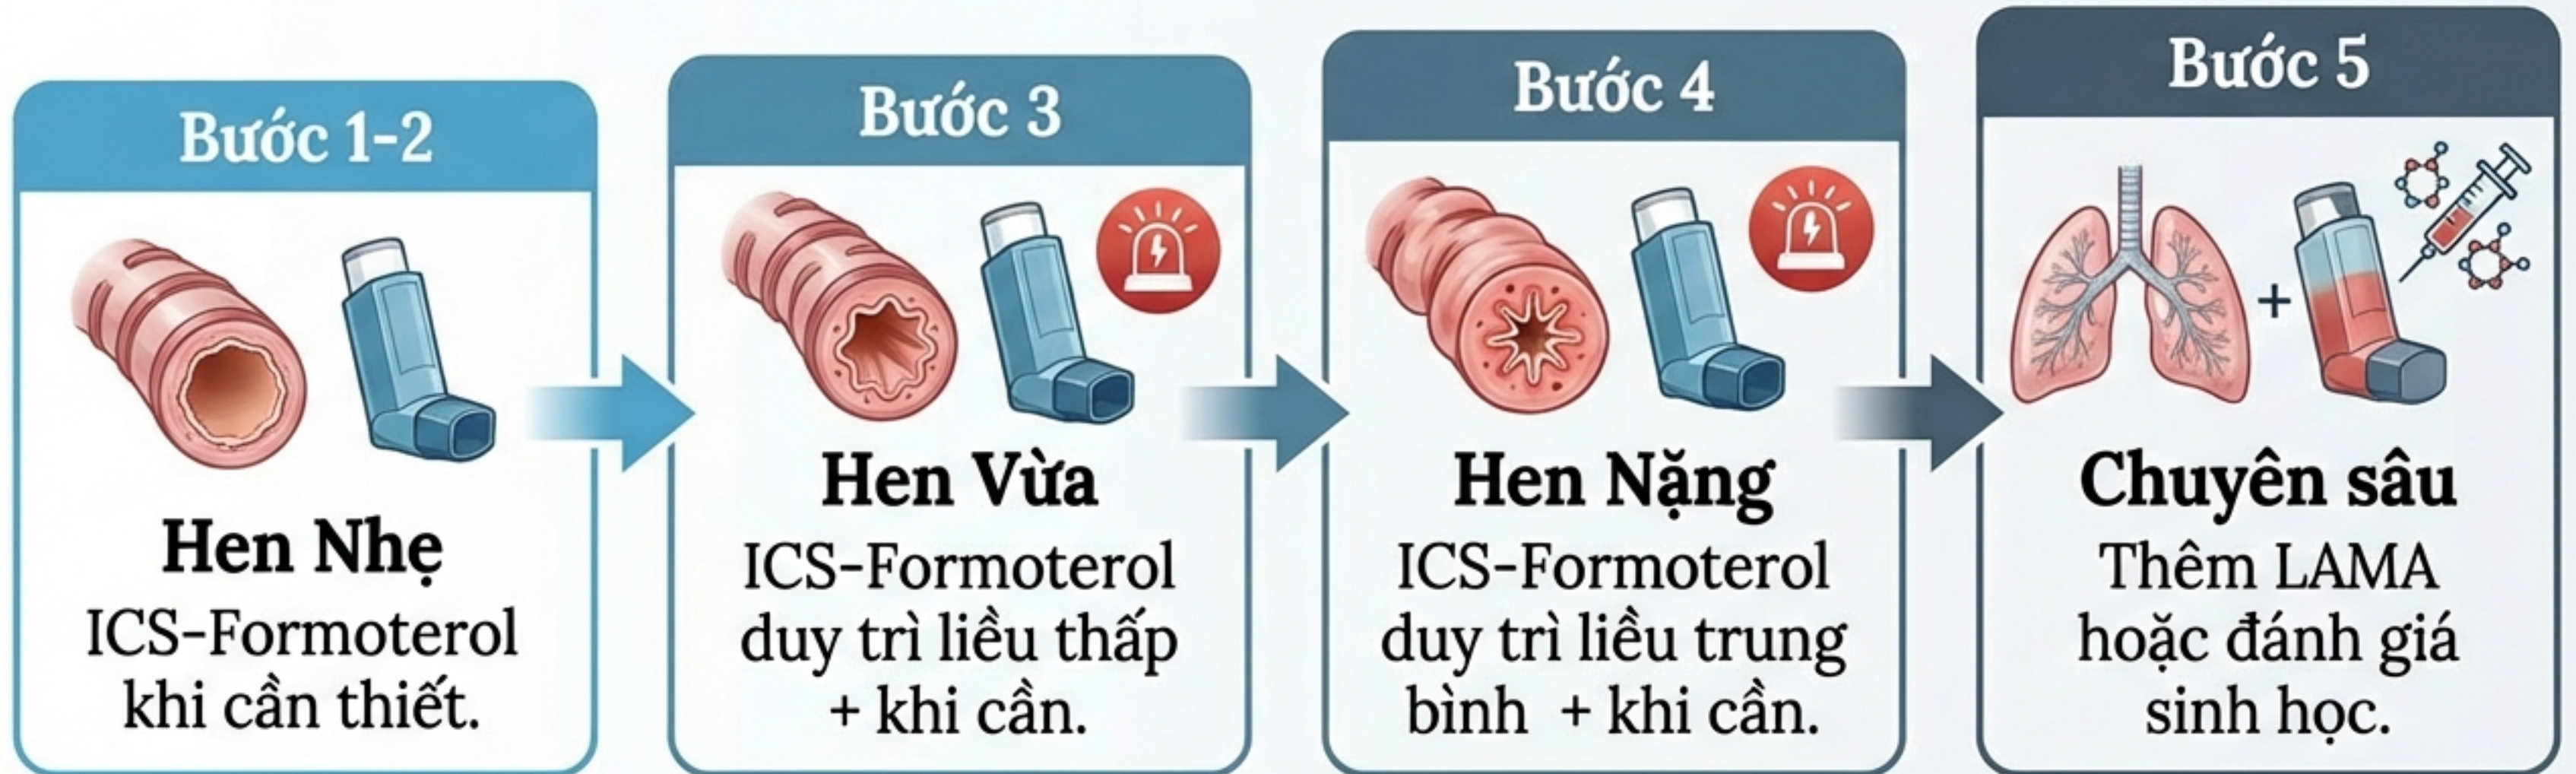 Bước 1-2
Hen Nhẹ
ICS-Formoterol
khi cần thiết.
Bước 3
Hen Vừa
ICS-Formoterol
duy trì liều thấp
+ khi cần.
Bước 4
Hen Nặng
ICS-Formoterol
duy trì liều trung
bình + khi cần.
Bước 5
+
Chuyên sâu
Thêm LAMA
hoặc đánh giá
sinh học.